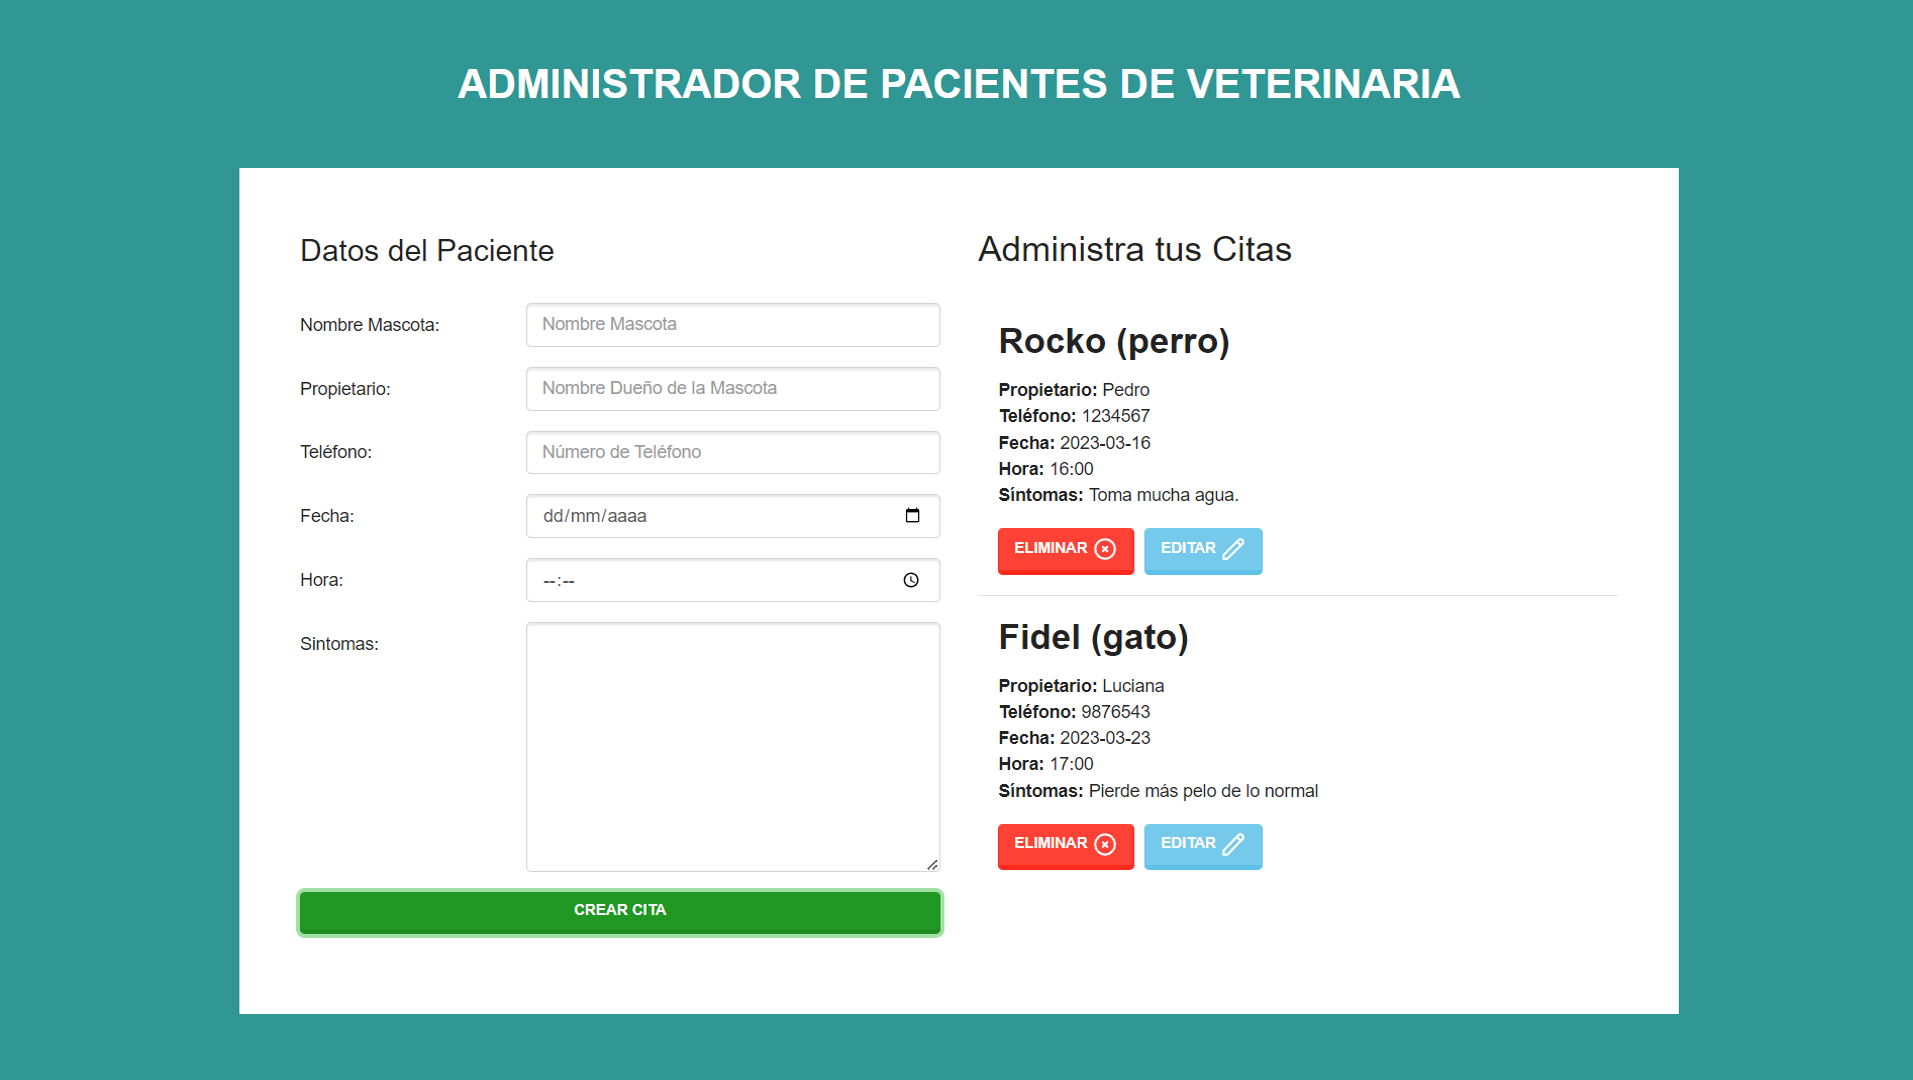 ADMINISTRADOR DE PACIENTES DE VETERINARIA
Datos del Paciente
Nombre Mascota:
Nombre Mascota
Propietario:
Nombre Dueño de la Mascota
Teléfono:
Número de Teléfono
Fecha:
dd/mm/aaaa
Hora:
--:--
Sintomas:
CREAR CITA
Administra tus Citas
Rocko (perro)
Propietario: Pedro
Teléfono: 1234567
Fecha: 2023-03-16
Hora: 16:00
Síntomas: Toma mucha agua.
ELIMINAR
EDITAR
Fidel (gato)
Propietario: Luciana
Teléfono: 9876543
Fecha: 2023-03-23
Hora: 17:00
Síntomas: Pierde más pelo de lo normal
ELIMINAR
EDITAR